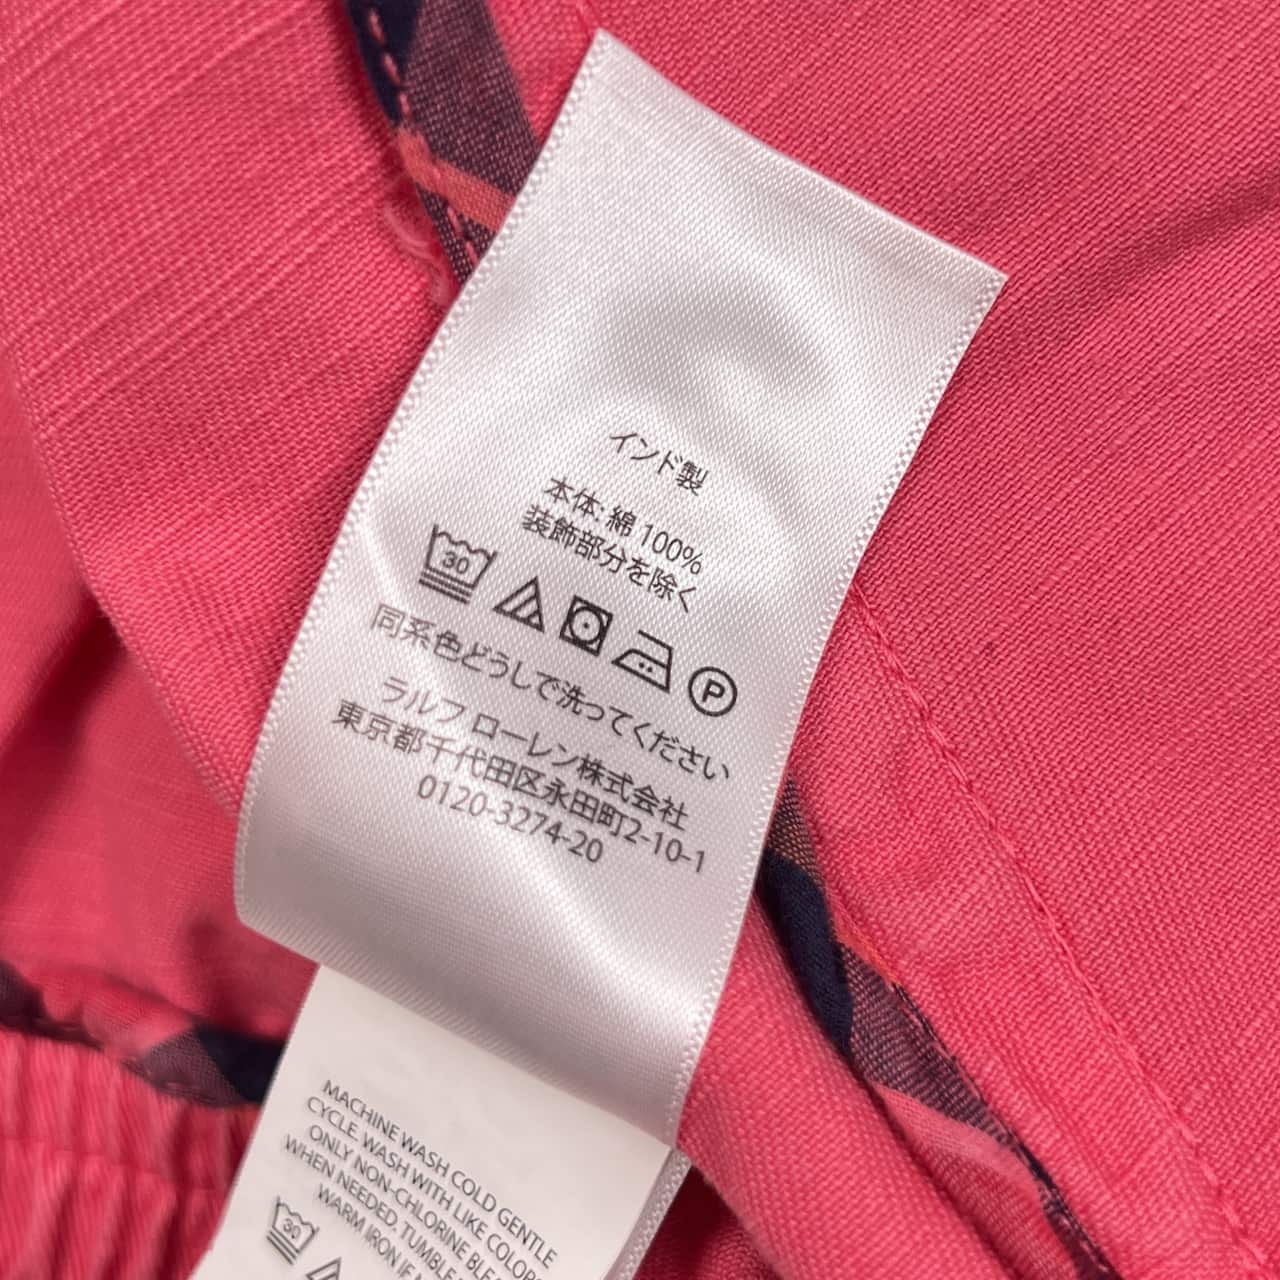 インド製
本体: 綿 100%
装飾部分を除く
30 P
同系色どうしで洗ってください
ラルフ ローレン株式会社
東京都千代田区永田町2-10-1
0120-3274-20
MACHINE WASH COLD GENTLE
CYCLE. WASH WITH LIKE COLORS
ONLY NON-CHLORINE BLE
WHEN NEEDED. TUMBLE
WARM IRON IF
30